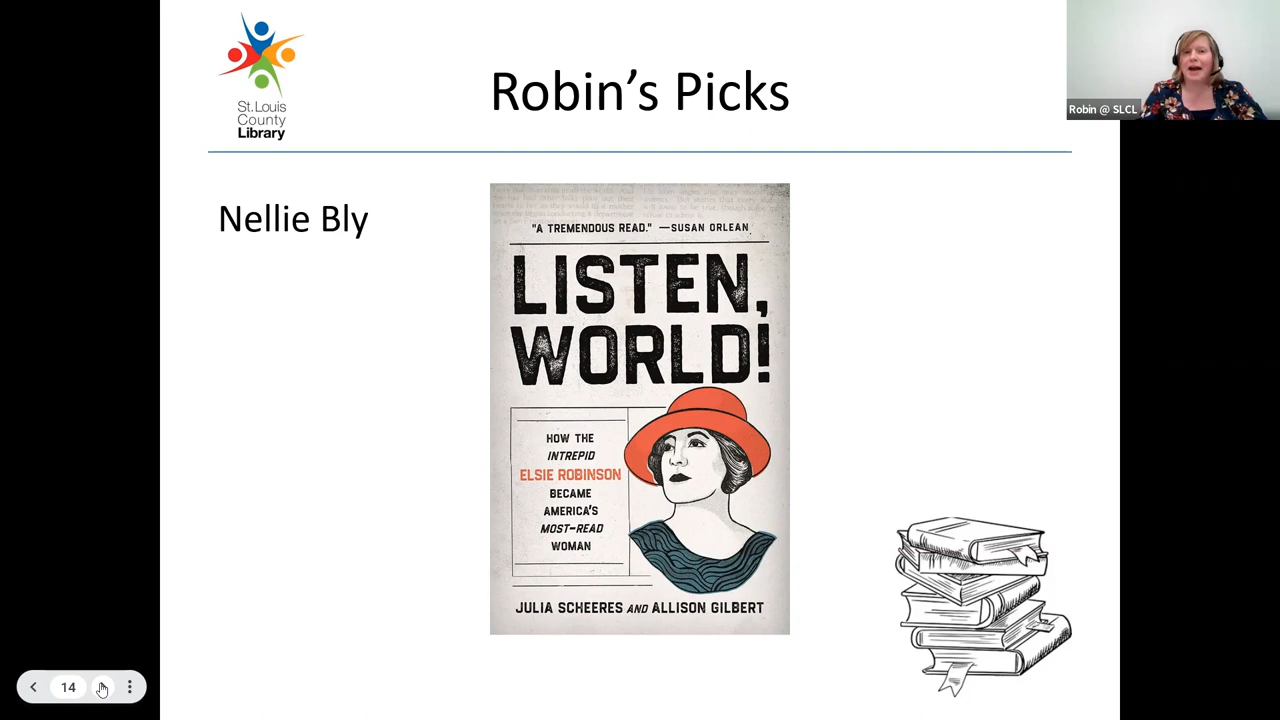 St.Louis
County
Library
Robin's Picks
Robin @ SLCL
Nellie Bly
"A TREMENDOUS READ." —SUSAN ORLEAN
LISTEN,
WORLD!
HOW THE
INTREPID
ELSIE ROBINSON
BECAME
AMERICA'S
MOST-READ
WOMAN
JULIA SCHEERES AND ALLISON GILBERT
14